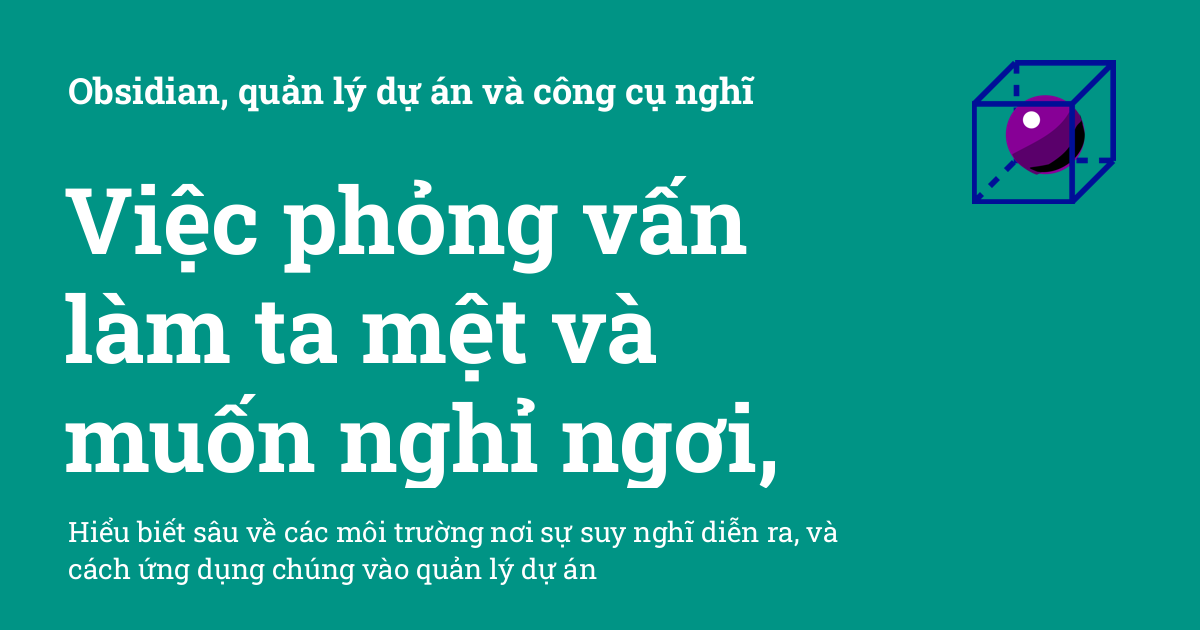 Obsidian, quản lý dự án và công cụ nghĩ
Việc phỏng vấn
làm ta mệt và
muốn nghỉ ngơi,
Hiểu biết sâu về các môi trường nơi sự suy nghĩ diễn ra, và
cách ứng dụng chúng vào quản lý dự án